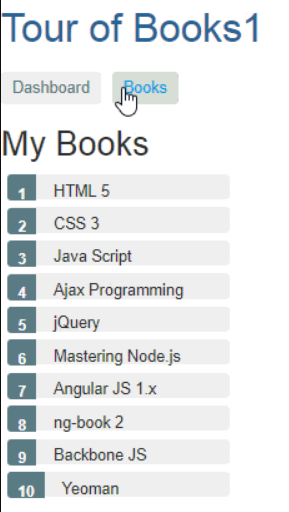 Tour of Books1
Dashboard Books
My Books
1 HTML 5
2 CSS 3
3 Java Script
4 Ajax Programming
5 jQuery
6 Mastering Node.js
7 Angular JS 1.x
8 ng-book 2
9 Backbone JS
10 Yeoman